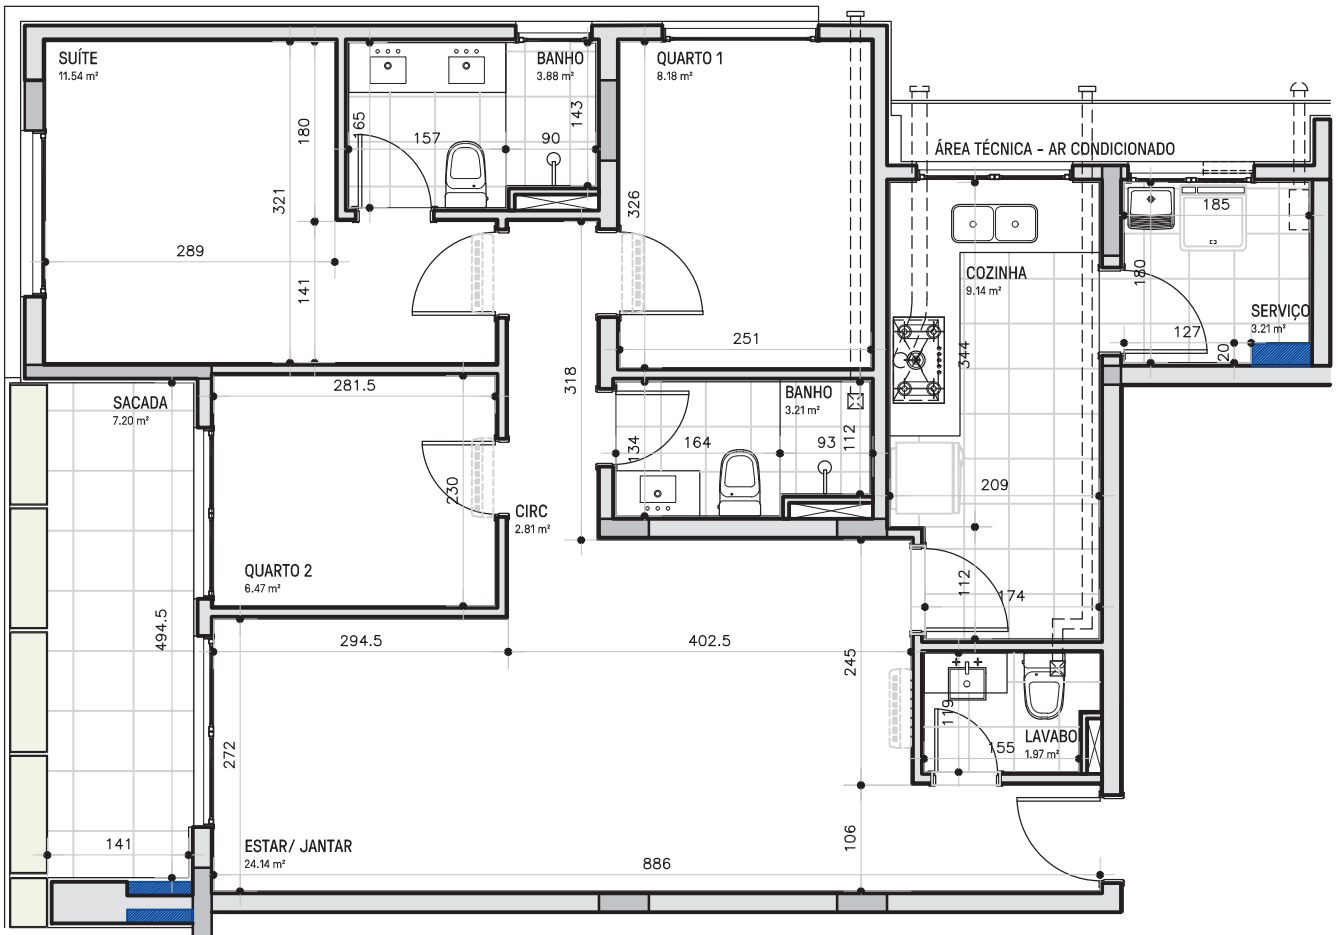 SUÍTE
11.54 m²
BANHO
3.88 m²
QUARTO 1
8.18 m²
180
165
157
90
143
321
326
289
141
ÁREA TÉCNICA - AR CONDICIONADO
185
180
COZINHA
9.14 m²
SERVIÇO
3.21 m²
127
20
344
251
318
281.5
SACADA
7.20 m²
BANHO
3.21 m²
134
164
93
112
209
230
CIRC
2.81 m²
QUARTO 2
6.47 m²
112
174
494.5
294.5
402.5
245
119
LAVABO
1.97 m²
155
272
141
ESTAR/ JANTAR
24.14 m²
886
106